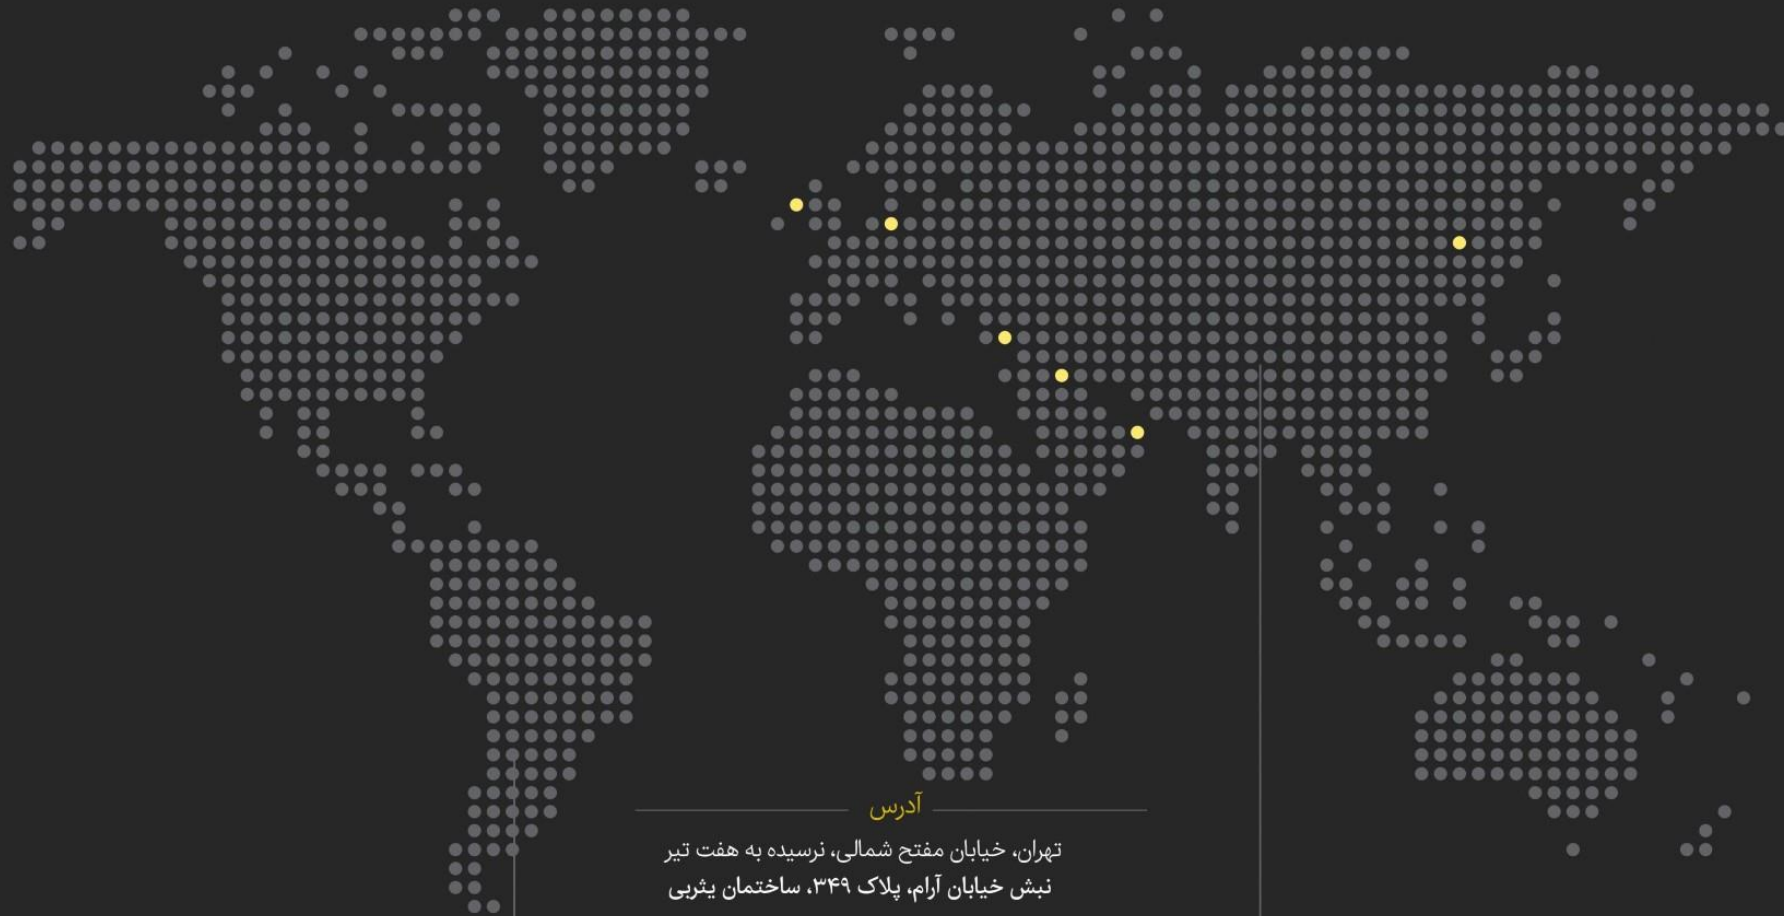 آدرس
تهران، خیابان مفتح شمالی، نرسیده به هفت تیر
نبش خیابان آرام، پلاک ۳۴۹، ساختمان یثربی